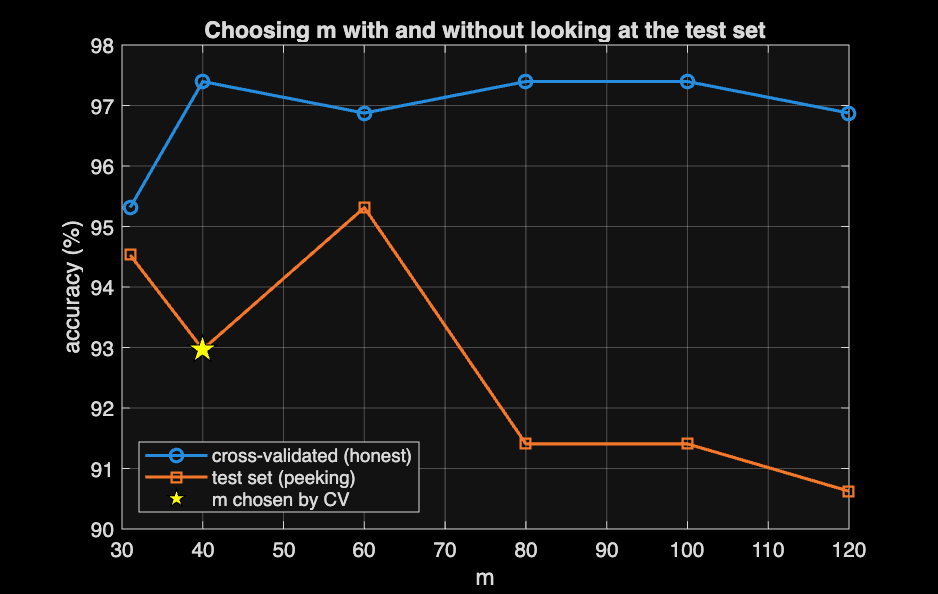 Choosing m with and without looking at the test set
98
97
96
95
94
93
92
91
90
accuracy (%)
cross-validated (honest)
test set (peeking)
m chosen by CV
30 40 50 60 70 80 90 100 110 120
m